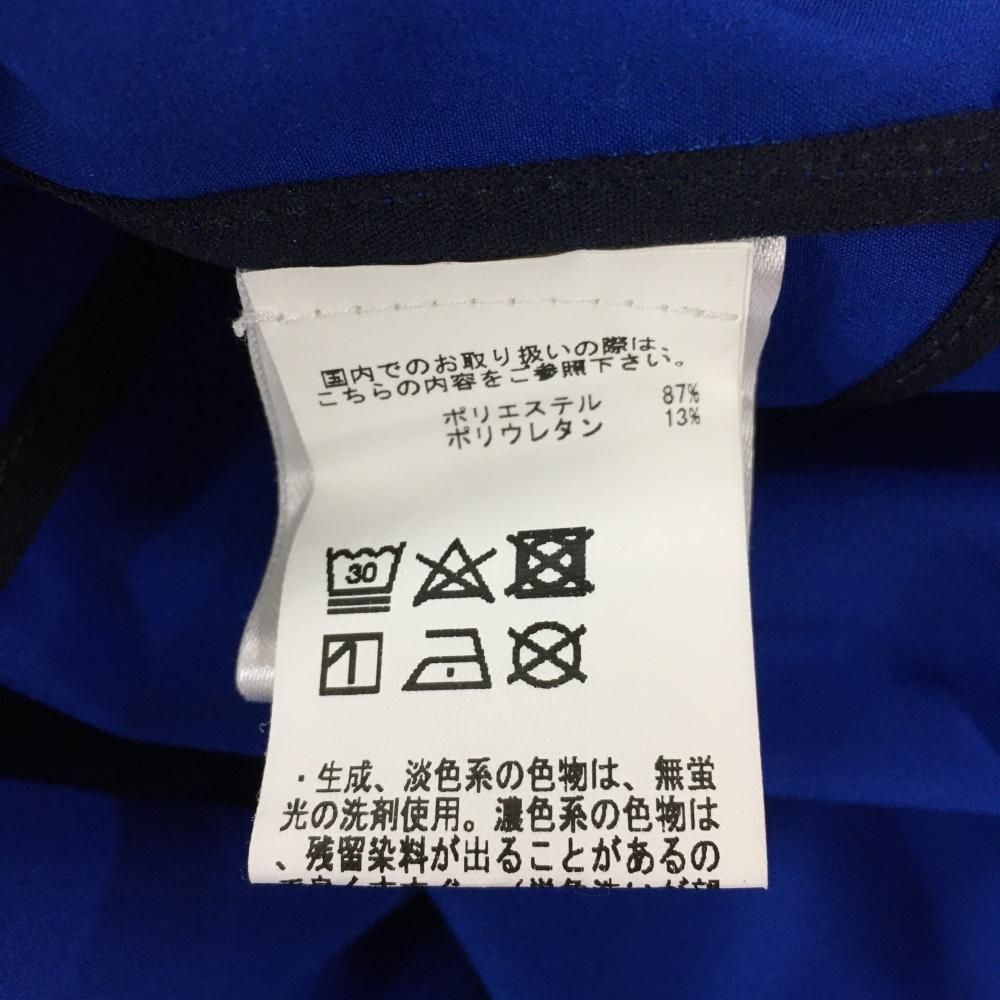 国内でのお取り扱いの際は、
こちらの内容をご参照下さい。
ポリエステル 87%
ポリウレタン 13%
30
・生成、淡色系の色物は、無蛍
光の洗剤使用。濃色系の色物は
、残留染料が出ることがあるの